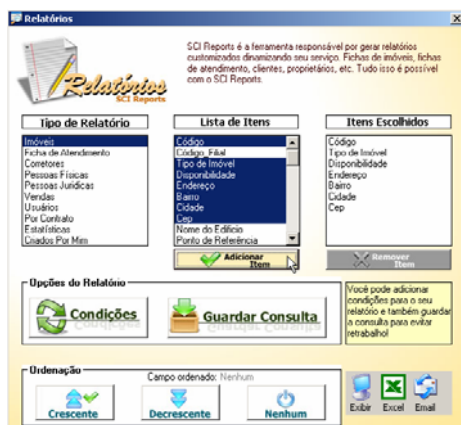 Relatórios
SCI Reports é a ferramenta responsável por gerar relatórios
customizados dinamizando seu serviço. Fichas de imóveis, fichas
de atendimento, clientes, proprietários, etc. Tudo isso é possível
com o SCI Reports.
Relatórios
SCI Reports
Tipo de Relatório
Imóveis
Ficha de Atendimento
Corretores
Pessoas Físicas
Pessoas Juridicas
Vendas
Usuários
Por Contrato
Estatísticas
Criados Por Mim
Lista de Itens
Código
Código_Filial
Tipo de Imóvel
Disponibilidade
Endereço
Bairro
Cidade
Cep
Nome do Edificio
Ponto de Referência
Adicionar
Item
Itens Escolhidos
Código
Tipo de Imóvel
Disponibilidade
Endereço
Bairro
Cidade
Cep
Remover
Item
Opções do Relatório
Condições
Guardar Consulta
Você pode adicionar
condições para o seu
relatório e também guardar
a consulta para evitar
retrabalho!
Ordenação
Campo ordenado: Nenhum
Crescente
Decrescente
Nenhum
Exibir
Excel
Email